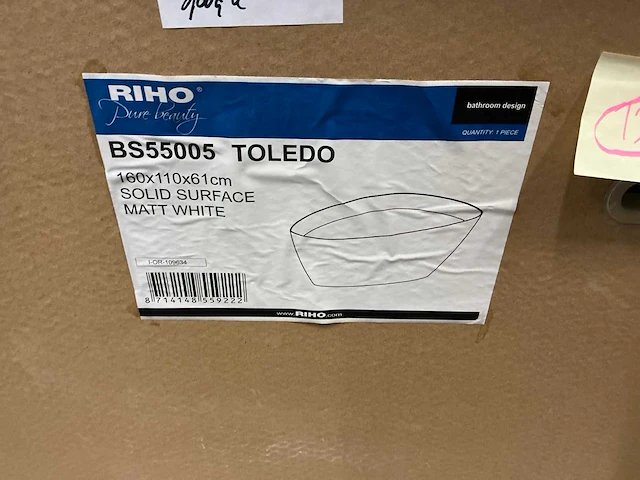 RIHO®
Pure beauty
bathroom design
QUANTITY: 1 PIECE
BS55005 TOLEDO
160x110x61cm
SOLID SURFACE
MATT WHITE
I-OR-109634
8 714148 559222
www.RIHO.com